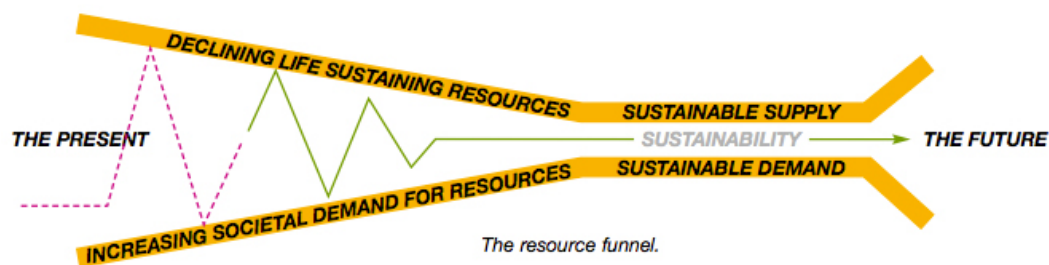 DECLINING LIFE SUSTAINING RESOURCES
SUSTAINABLE SUPPLY
THE PRESENT
SUSTAINABILITY
THE FUTURE
INCREASING SOCIETAL DEMAND FOR RESOURCES
SUSTAINABLE DEMAND
The resource funnel.